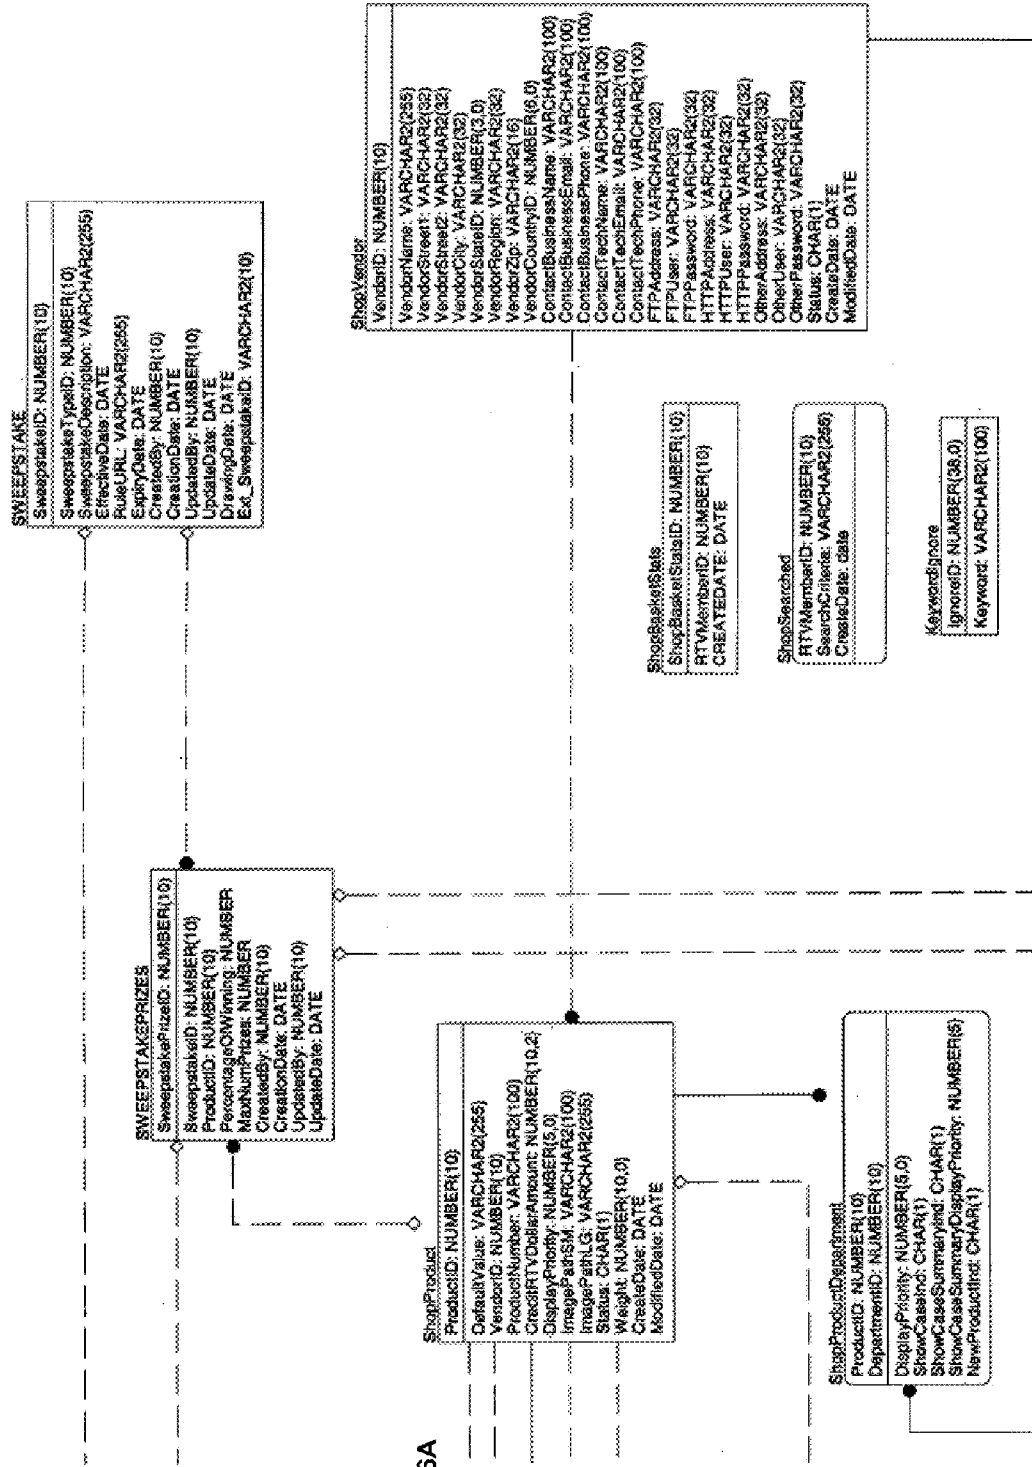 SWEEPSTAKE
SweepstakeID: NUMBER(10)
SweepstakeTypeID: NUMBER(10)
SweepstakeDescription: VARCHAR2(255)
EffectiveDate: DATE
RuleURL: VARCHAR2(255)
ExpiryDate: DATE
CreatedBy: NUMBER(10)
CreationDate: DATE
UpdatedBy: NUMBER(10)
UpdateDate: DATE
DrawingDate: DATE
Ext_SweepstakeID: VARCHAR2(10)
SWEEPSTAKEPRIZES
SweepstakePrizeID: NUMBER(10)
SweepstakeID: NUMBER(10)
ProductID: NUMBER(10)
PercentageOfWinning: NUMBER
MaxNumPrizes: NUMBER
CreatedBy: NUMBER(10)
CreationDate: DATE
UpdatedBy: NUMBER(10)
UpdateDate: DATE
ShopVendor
VendorID: NUMBER(10)
VendorName: VARCHAR2(255)
VendorStreet1: VARCHAR2(32)
VendorStreet2: VARCHAR2(32)
VendorCity: VARCHAR2(32)
VendorStateID: NUMBER(3,0)
VendorRegion: VARCHAR2(32)
VendorZip: VARCHAR2(16)
VendorCountryID: NUMBER(6,0)
ContactBusinessName: VARCHAR2(100)
ContactBusinessEmail: VARCHAR2(100)
ContactBusinessPhone: VARCHAR2(100)
ContactTechName: VARCHAR2(100)
ContactTechEmail: VARCHAR2(100)
ContactTechPhone: VARCHAR2(100)
FTPAddress: VARCHAR2(32)
FTPUser: VARCHAR2(32)
FTPPassword: VARCHAR2(32)
HTTPAddress: VARCHAR2(32)
HTTPUser: VARCHAR2(32)
HTTPPassword: VARCHAR2(32)
OtherAddress: VARCHAR2(32)
OtherUser: VARCHAR2(32)
OtherPassword: VARCHAR2(32)
Status: CHAR(1)
CreateDate: DATE
ModifiedDate: DATE
ShopProduct
ProductID: NUMBER(10)
DefaultValue: VARCHAR2(255)
VendorID: NUMBER(10)
ProductNumber: VARCHAR2(100)
CreditRTVDollarAmount: NUMBER(10,2)
DisplayPriority: NUMBER(5,0)
ImagePathSM: VARCHAR2(100)
ImagePathLG: VARCHAR2(255)
Status: CHAR(1)
Weight: NUMBER(10,0)
CreateDate: DATE
ModifiedDate: DATE
ShopBasketStats
ShopBasketStatsID: NUMBER(10)
RTVMemberID: NUMBER(10)
CREATEDATE: DATE
ShopSearched
RTVMemberID: NUMBER(10)
SearchCriteria: VARCHAR2(255)
CreateDate: date
KeywordIgnore
IgnoreID: NUMBER(38,0)
Keyword: VARCHAR2(100)
ShopProductDepartment
ProductID: NUMBER(10)
DepartmentID: NUMBER(10)
DisplayPriority: NUMBER(5,0)
ShowCaseInd: CHAR(1)
ShowCaseSummaryInd: CHAR(1)
ShowCaseSummaryDisplayPriority: NUMBER(5)
NewProductInd: CHAR(1)
6A